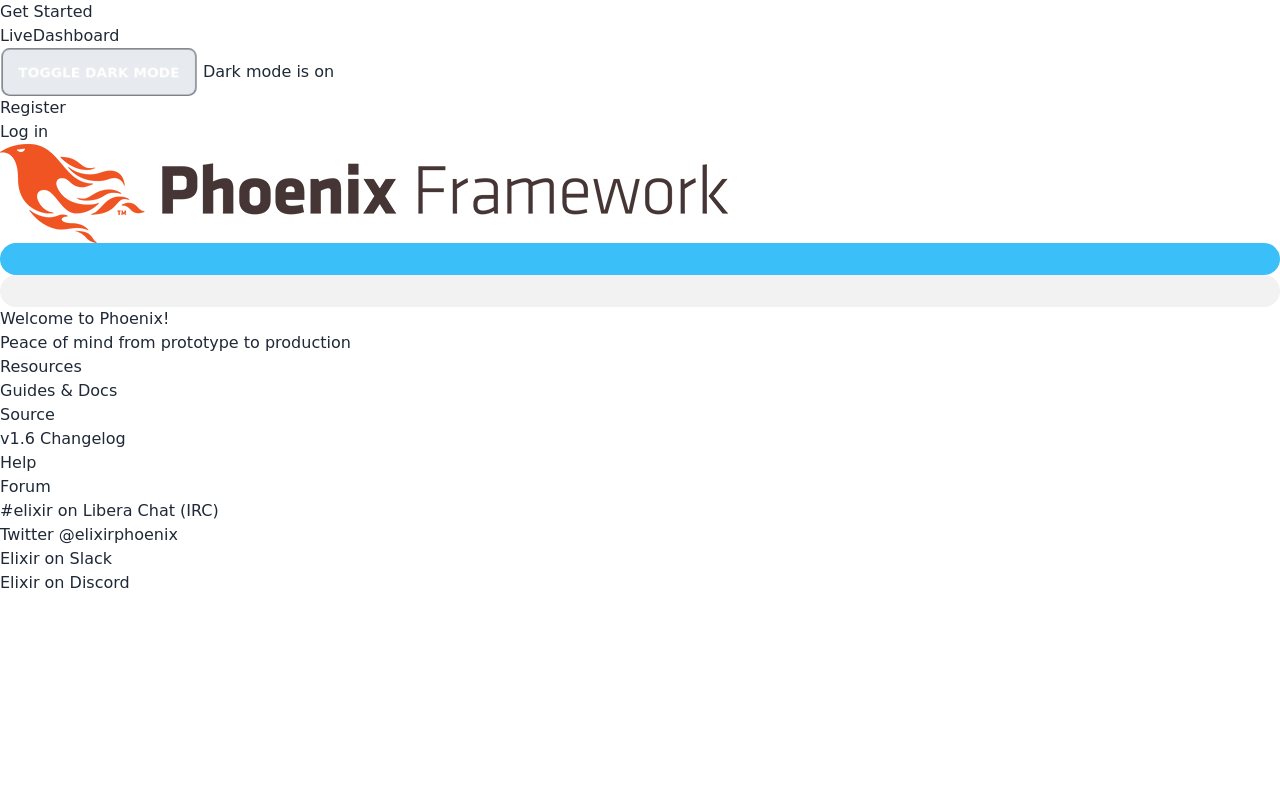 Get Started
LiveDashboard
TOGGLE DARK MODE Dark mode is on
Register
Log in
Phoenix Framework
TM
Welcome to Phoenix!
Peace of mind from prototype to production
Resources
Guides & Docs
Source
v1.6 Changelog
Help
Forum
#elixir on Libera Chat (IRC)
Twitter @elixirphoenix
Elixir on Slack
Elixir on Discord